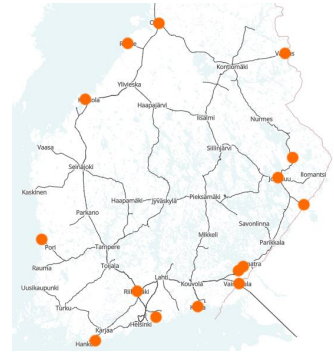 Kontiomäki
Ylivieska
Haapajärvi
Iisalmi
Nurmes
Vaasa
Seinäjoki
Siilinjärvi
Ilomantsi
Kaskinen
Haapamäki
Jyväskylä
Pieksamäki
Parkano
Savonlinna
Mikkeli
Parikkala
Pori
Tampere
Rauma
Toijala
Lahti
Kouvola
Uusikaupunki
Turku
Karjaa
Helsinki
Hanko